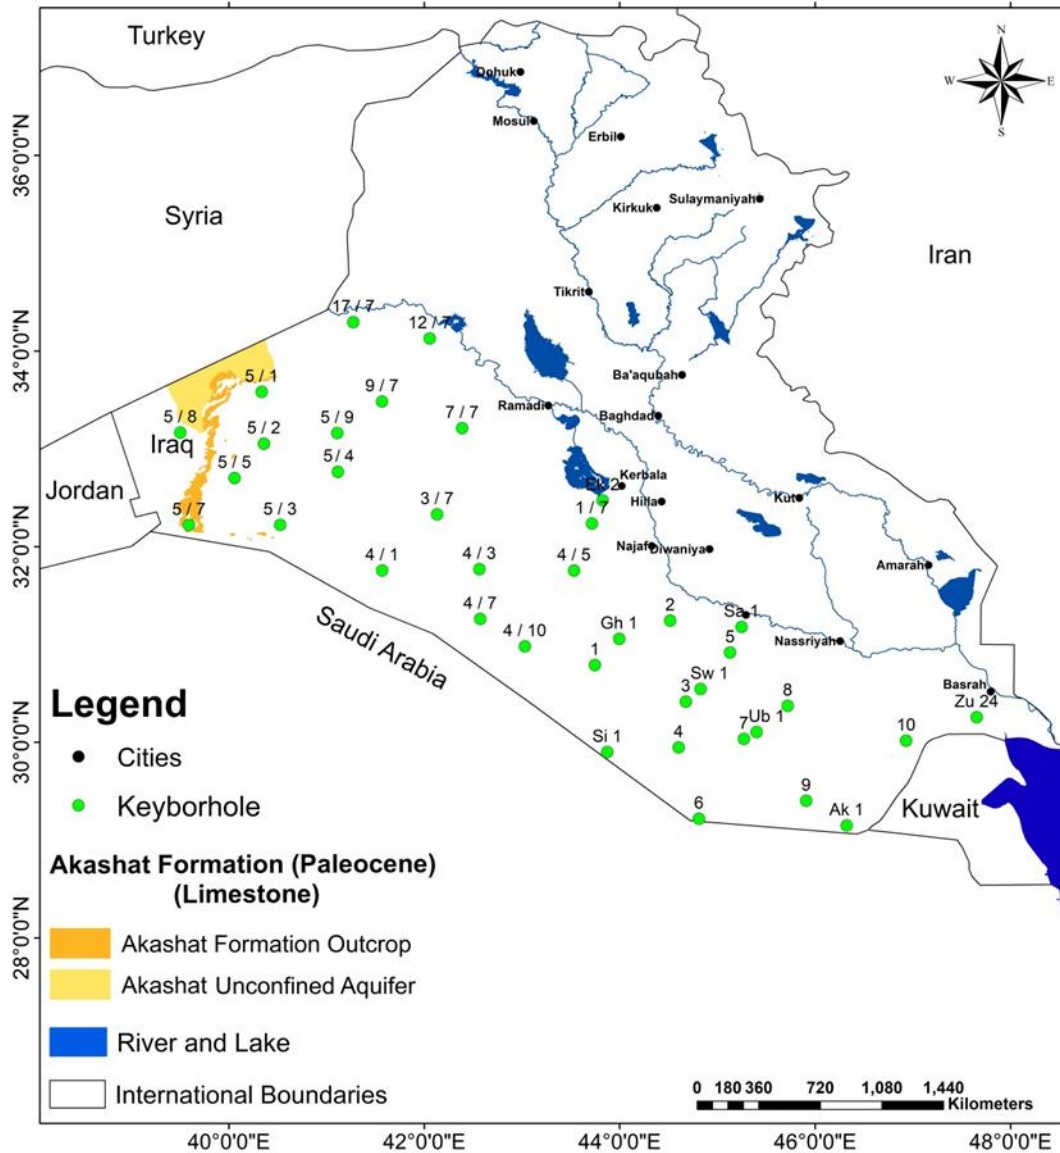 Turkey
N
Dohuk
W
E
Mosul
S
Erbil
36°0'0"N
Sulaymaniyah
Kirkuk
Syria
Iran
Tikrit
17 / 7
12 / 7
34°0'0"N
Ba'aqubah
5 / 1
9 / 7
Ramadi
Baghdad
5 / 8
5 / 2
5 / 9
7 / 7
Iraq
5 / 5
5 / 4
Kerbala
Ek 2
Jordan
Kut
Hilla
5 / 7
5 / 3
3 / 7
1 / 7
32°0'0"N
Najaf
Diwaniya
4 / 1
4 / 3
4 / 5
Amarah
4 / 7
Gh 1
2
Sa 1
Saudi Arabia
4 / 10
1
5
Nassriyah
Sw 1
Basrah
3
8
Zu 24
Legend
Si 1
4
7
Ub 1
10
30°0'0"N
Cities
9
Kuwait
Keyborhole
6
Ak 1
Akashat Formation (Paleocene)
(Limestone)
Akashat Formation Outcrop
28°0'0"N
Akashat Unconfined Aquifer
River and Lake
International Boundaries
0 180 360 720 1,080 1,440
Kilometers
40°0'0"E 42°0'0"E 44°0'0"E 46°0'0"E 48°0'0"E